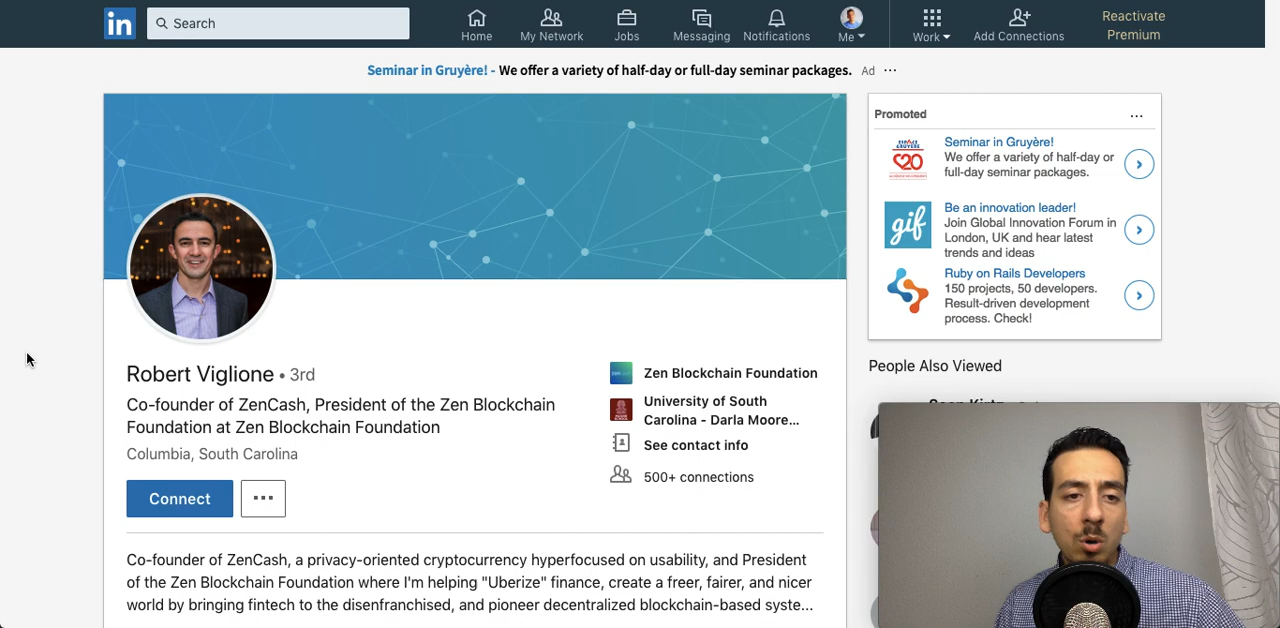 in
Search
Home
My Network
Jobs
Messaging
Notifications
Me
Work
Add Connections
Reactivate
Premium
Seminar in Gruyère! - We offer a variety of half-day or full-day seminar packages. Ad ...
Promoted
...
Seminar in Gruyère!
We offer a variety of half-day or
full-day seminar packages.
gif
Be an innovation leader!
Join Global Innovation Forum in
London, UK and hear latest
trends and ideas
Ruby on Rails Developers
150 projects, 50 developers.
Result-driven development
process. Check!
People Also Viewed
Robert Viglione • 3rd
Co-founder of ZenCash, President of the Zen Blockchain
Foundation at Zen Blockchain Foundation
Columbia, South Carolina
Connect
...
Zen Blockchain Foundation
University of South
Carolina - Darla Moore...
See contact info
500+ connections
Co-founder of ZenCash, a privacy-oriented cryptocurrency hyperfocused on usability, and President
of the Zen Blockchain Foundation where I'm helping "Uberize" finance, create a freer, fairer, and nicer
world by bringing fintech to the disenfranchised, and pioneer decentralized blockchain-based syste...